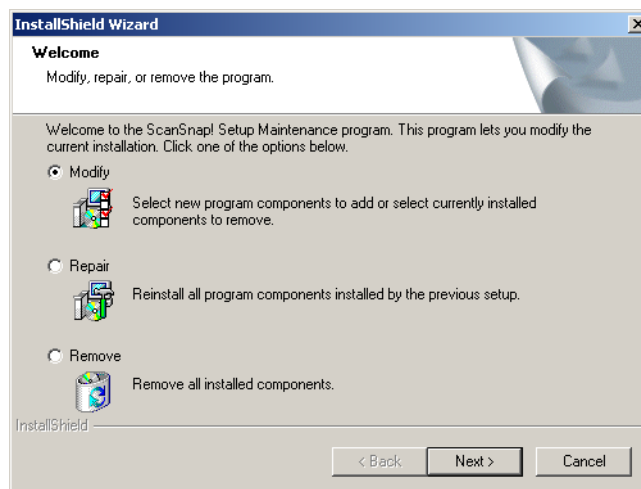 InstallShield Wizard
Welcome
Modify, repair, or remove the program.
Welcome to the ScanSnap! Setup Maintenance program. This program lets you modify the
current installation. Click one of the options below.
Modify
Select new program components to add or select currently installed
components to remove.
Repair
Reinstall all program components installed by the previous setup.
Remove
Remove all installed components.
InstallShield
< Back
Next >
Cancel